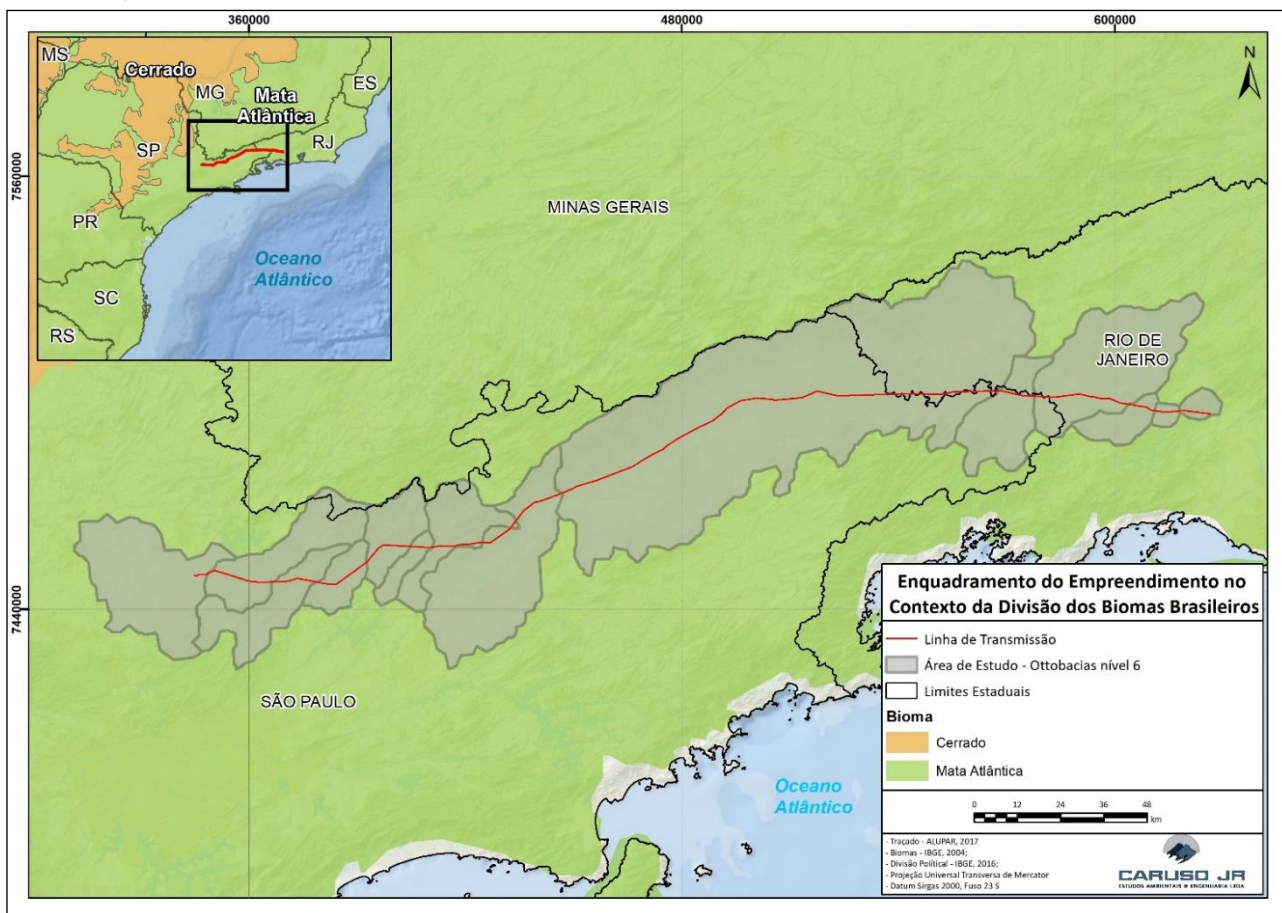 360000
480000
600000
7560000
7440000
N
MS
Cerrado
MG
ES
Mata
Atlântica
SP
RJ
PR
Oceano
Atlântico
SC
RS
MINAS GERAIS
RIO DE
JANEIRO
SÃO PAULO
Oceano
Atlântico
Enquadramento do Empreendimento no
Contexto da Divisão dos Biomas Brasileiros
Linha de Transmissão
Área de Estudo - Ottobacias nível 6
Limites Estaduais
Bioma
Cerrado
Mata Atlântica
0 12 24 36 48
km
- Traçado - ALUPAR, 2017
- Biomas - IBGE, 2004;
- Divisão Politícal - IBGE, 2016;
- Projeção Universal Transversa de Mercator
- Datum Sirgas 2000, Fuso 23 S
CARUSO JR
ESTUDOS AMBIENTAIS & ENGENHARIA LTDA